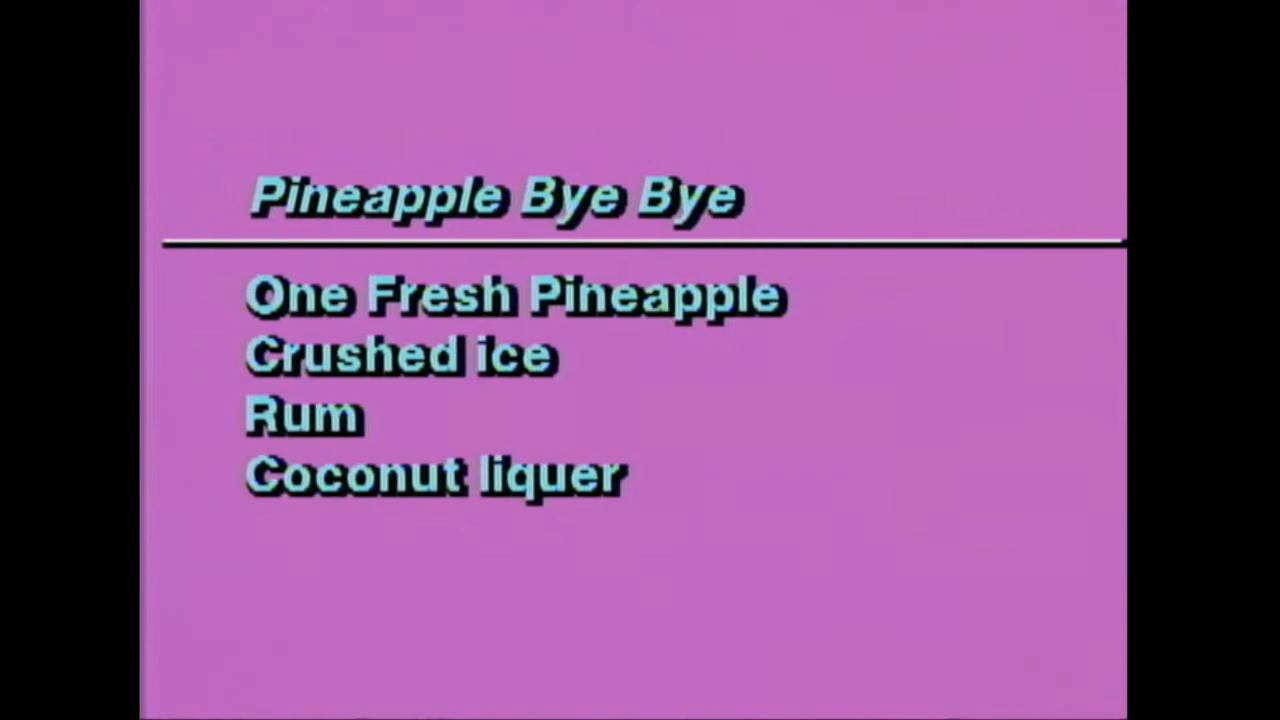 Pineapple Bye Bye
One Fresh Pineapple
Crushed ice
Rum
Coconut liquer